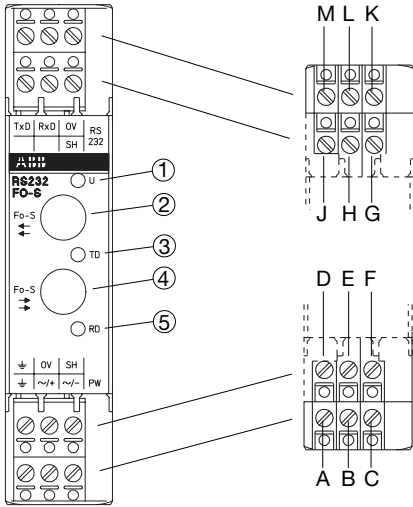 M L K
TxD RxD 0V RS
SH 232
ABB
RS232
FO-S
U
1
Fo-S
2
TD
3
Fo-S
4
RD
5
J H G
D E F
0V SH
~/+ ~/- PW
A B C